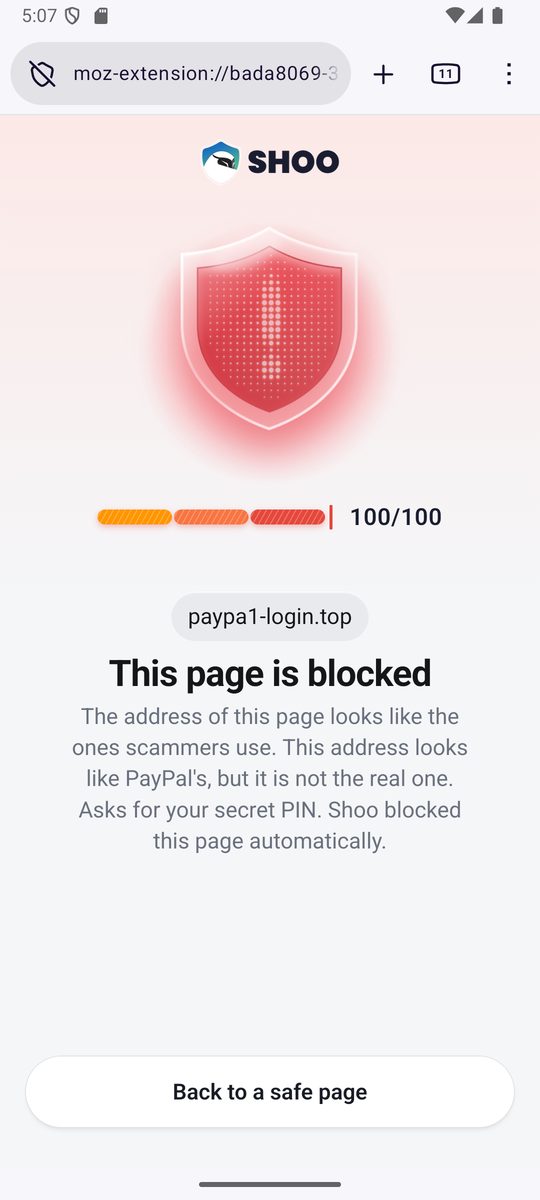 5:07
moz-extension://bada8069-3
11
SHOO
100/100
paypa1-login.top
This page is blocked
The address of this page looks like the
ones scammers use. This address looks
like PayPal's, but it is not the real one.
Asks for your secret PIN. Shoo blocked
this page automatically.
Back to a safe page